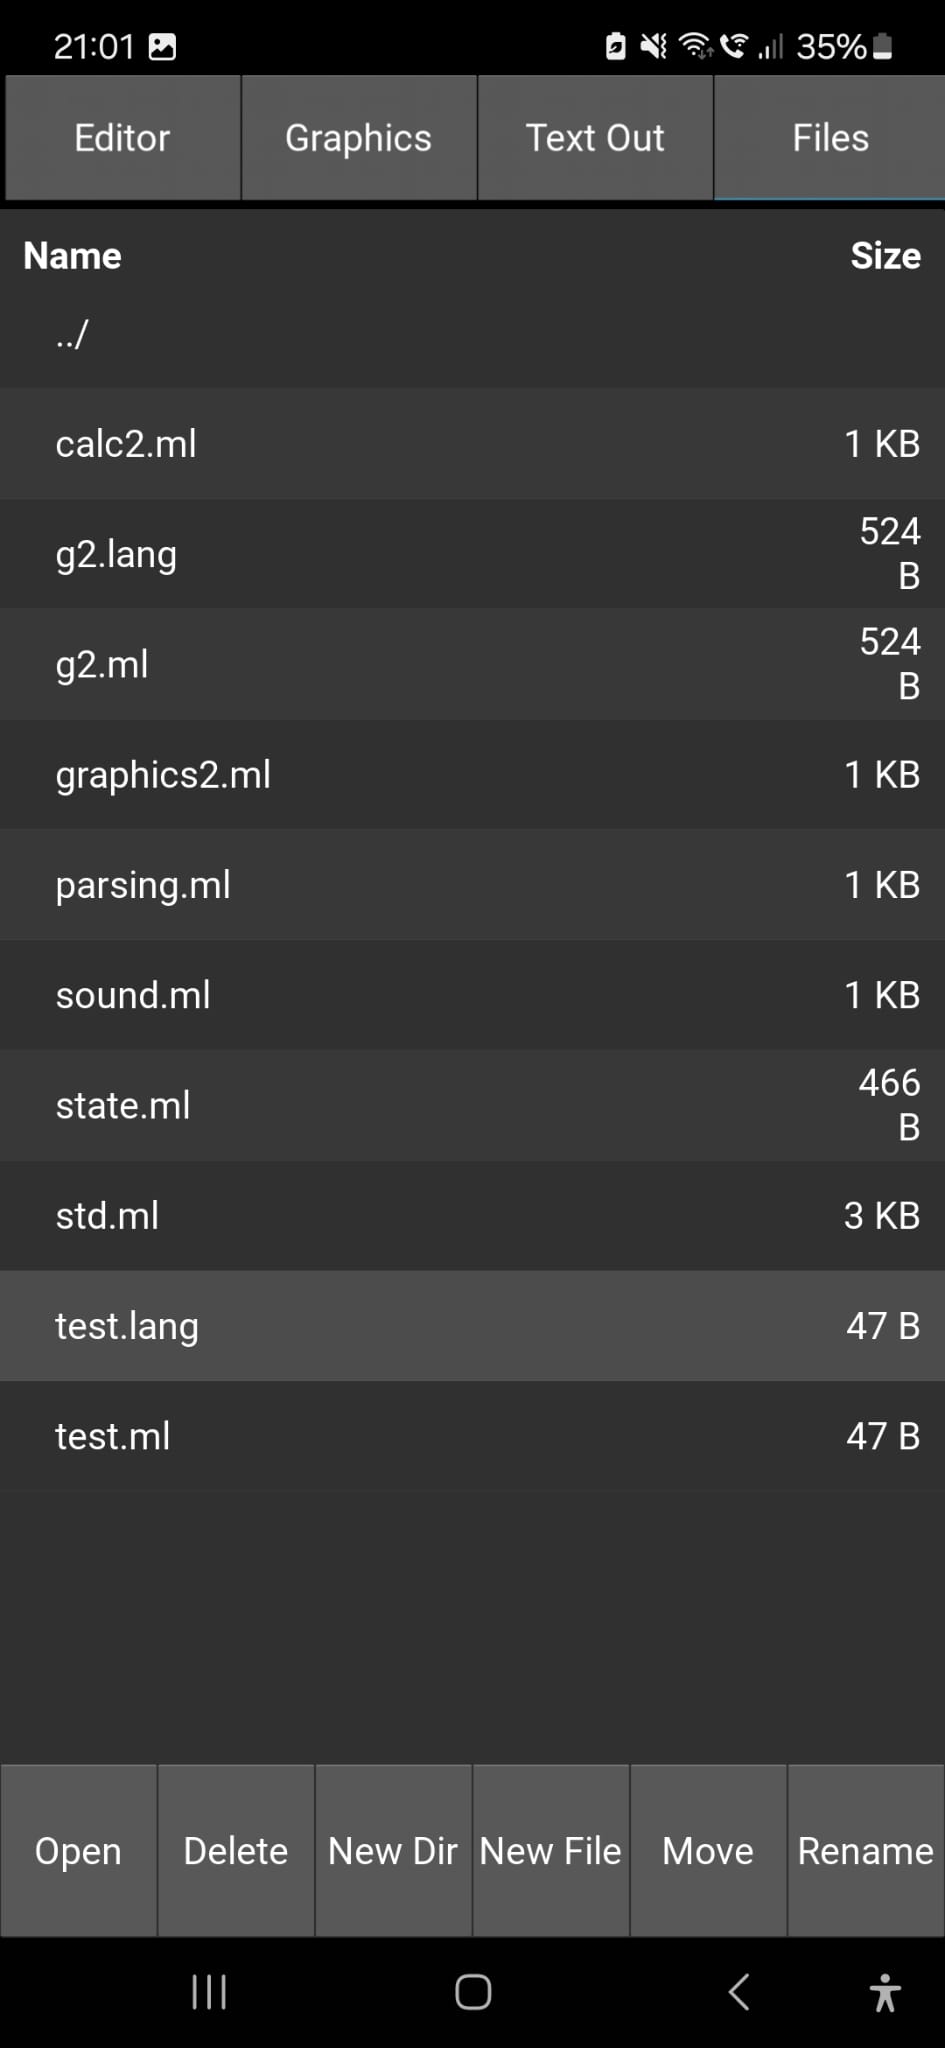 21:01 35%
Editor Graphics Text Out Files
Name Size
../
calc2.ml 1 KB
g2.lang 524 B
g2.ml 524 B
graphics2.ml 1 KB
parsing.ml 1 KB
sound.ml 1 KB
state.ml 466 B
std.ml 3 KB
test.lang 47 B
test.ml 47 B
Open Delete New Dir New File Move Rename